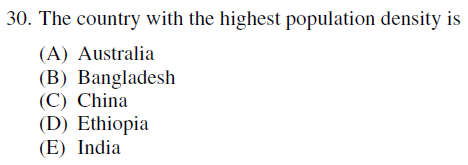 30. The country with the highest population density is
(A) Australia
(B) Bangladesh
(C) China
(D) Ethiopia
(E) India